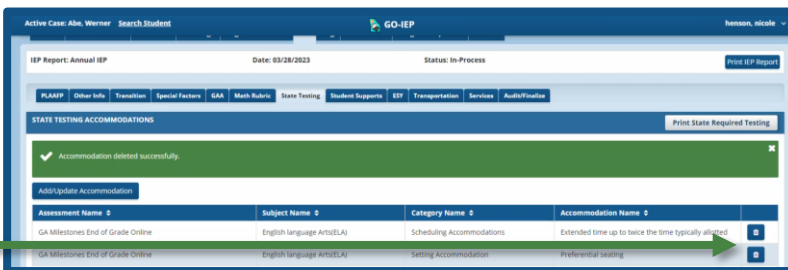 Active Case: Abe, Werner Search Student GO-IEP henson, nicole
IEP Report: Annual IEP Date: 03/28/2023 Status: In-Process Print IEP Report
PLAAFP Other Info Transition Special Factors GAA Math Rubric State Testing Student Supports ESY Transportation Services Audit/Finalize
STATE TESTING ACCOMMODATIONS Print State Required Testing
Accommodation deleted successfully.
Add/Update Accommodation
Assessment Name Subject Name Category Name Accommodation Name
GA Milestones End of Grade Online English language Arts(ELA) Scheduling Accommodations Extended time up to twice the time typically allotted
GA Milestones End of Grade Online English language Arts(ELA) Setting Accommodation Preferential seating